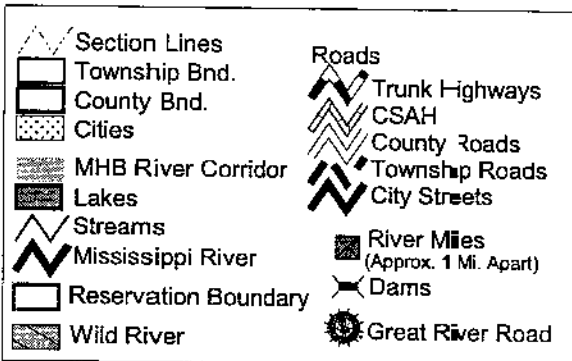 Section Lines
Township Bnd.
County Bnd.
Cities
MHB River Corridor
Lakes
Streams
Mississippi River
Reservation Boundary
Wild River
Roads
Trunk Highways
CSAH
County Roads
Township Roads
City Streets
River Miles
(Approx. 1 Mi. Apart)
Dams
Great River Road